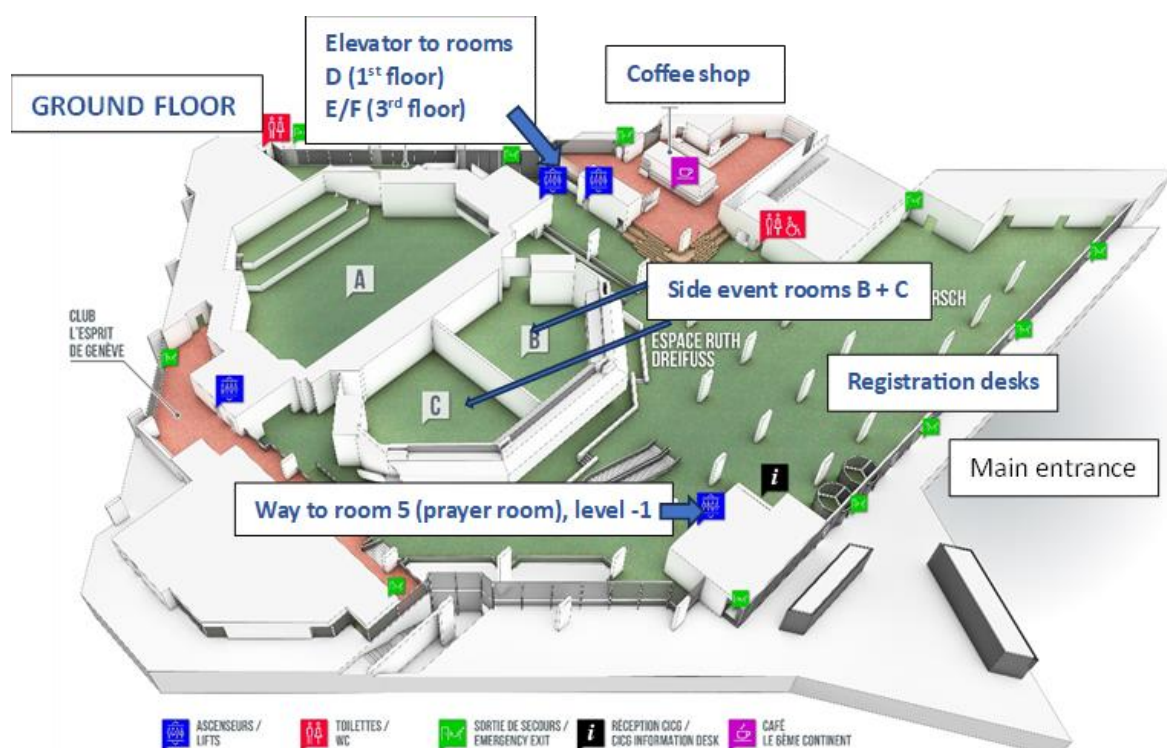 Elevator to rooms
D (1st floor)
E/F (3rd floor)
Coffee shop
GROUND FLOOR
A
Side event rooms B + C
RSCH
B
ESPACE RUTH
DREIFUSS
CLUB
L'ESPRIT
DE GENÈVE
Registration desks
C
Main entrance
i
Way to room 5 (prayer room), level -1
ASCENSEURS /
LIFTS
TOILETTES /
WC
SORTIE DE SECOURS /
EMERGENCY EXIT
i
RÉCEPTION CICG /
CICG INFORMATION DESK
CAFÉ
LE 6ÈME CONTINENT